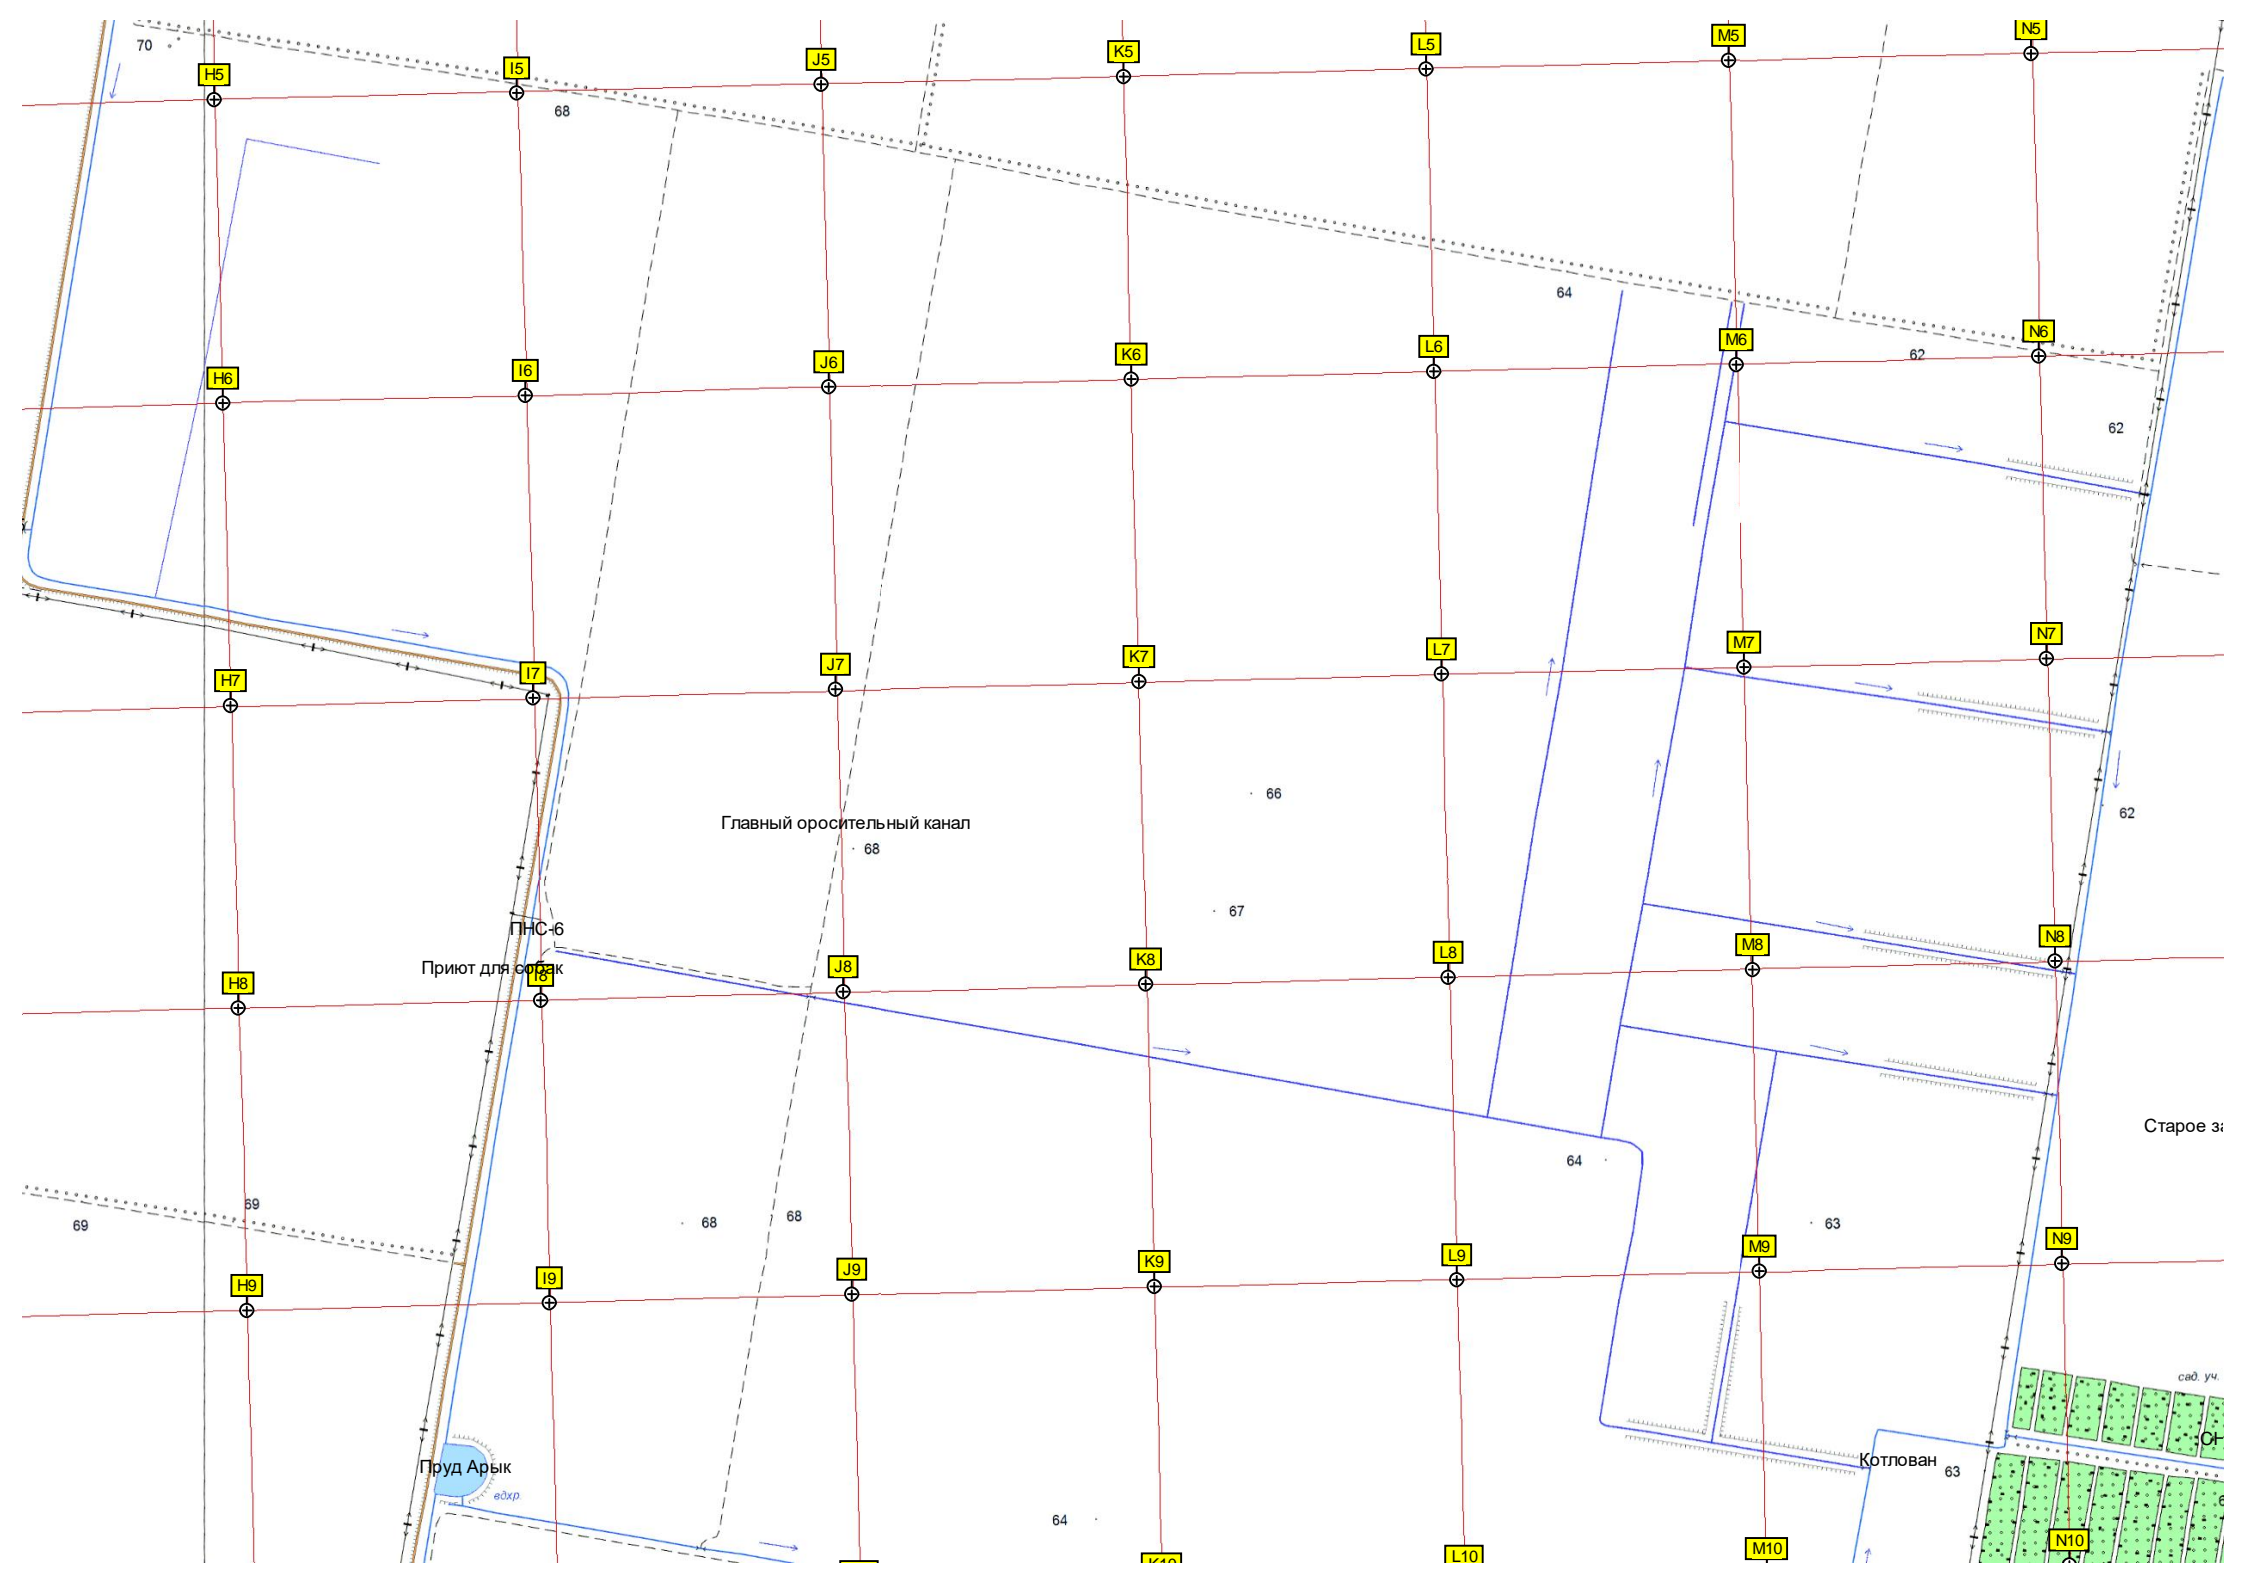 70
H5
I5
J5
K5
L5
M5
N5
68
64
62
H6
I6
J6
K6
L6
M6
N6
62
H7
I7
J7
K7
L7
M7
N7
66
62
Главный оросительный канал
68
67
ПНС-6
Приют для собак
H8
I8
J8
K8
L8
M8
N8
Старое за
64
69
69
68
68
63
H9
I9
J9
K9
L9
M9
N9
сад. уч.
СН
Пруд Арык
вдхр.
Котлован
63
64
K10
L10
M10
N10